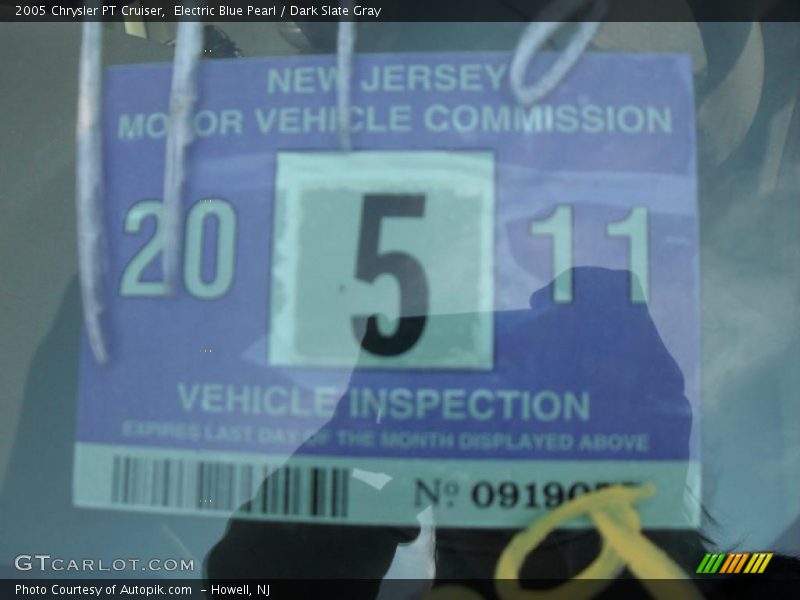 2005 Chrysler PT Cruiser, Electric Blue Pearl / Dark Slate Gray
NEW JERSEY
MOTOR VEHICLE COMMISSION
20 5 11
VEHICLE INSPECTION
EXPIRES LAST DAY OF THE MONTH DISPLAYED ABOVE
No.
GTCARLOT.COM
Photo Courtesy of Autopik.com – Howell, NJ